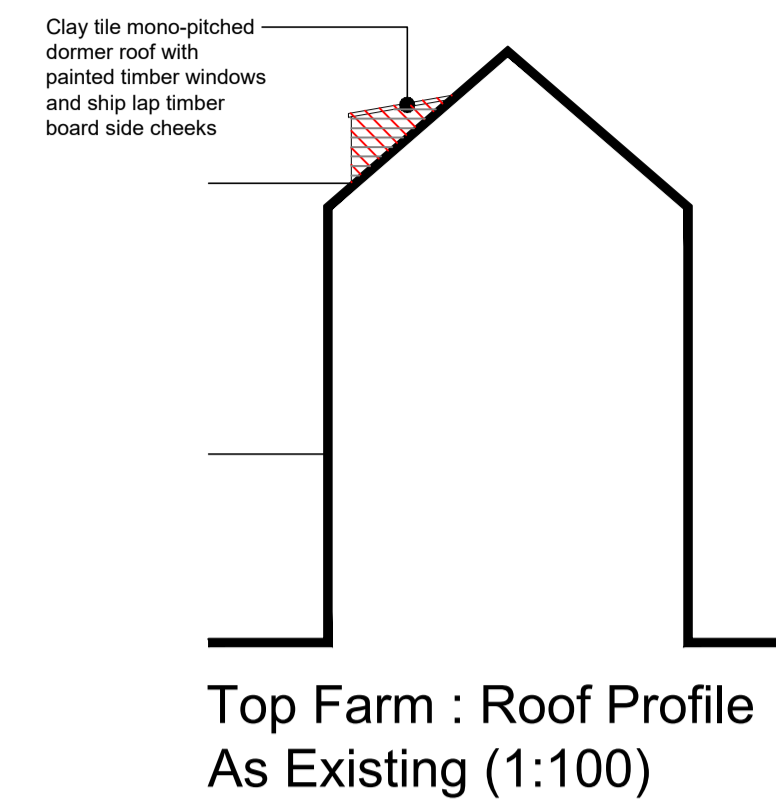 Clay tile mono-pitched
dormer roof with
painted timber windows
and ship lap timber
board side cheeks
Top Farm : Roof Profile
As Existing (1:100)